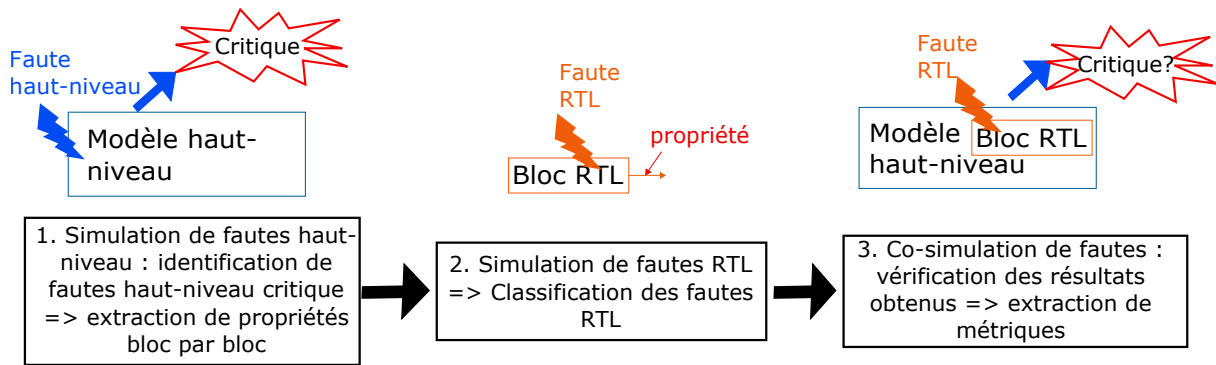 Critique
Faute
haut-niveau
Modèle haut-
niveau
Faute
RTL
propriété
Bloc RTL
Faute
RTL
Critique?
Modèle
haut-niveau
Bloc RTL
1. Simulation de fautes haut-
niveau : identification de
fautes haut-niveau critique
=> extraction de propriétés
bloc par bloc
2. Simulation de fautes RTL
=> Classification des fautes
RTL
3. Co-simulation de fautes :
vérification des résultats
obtenus => extraction de
métriques